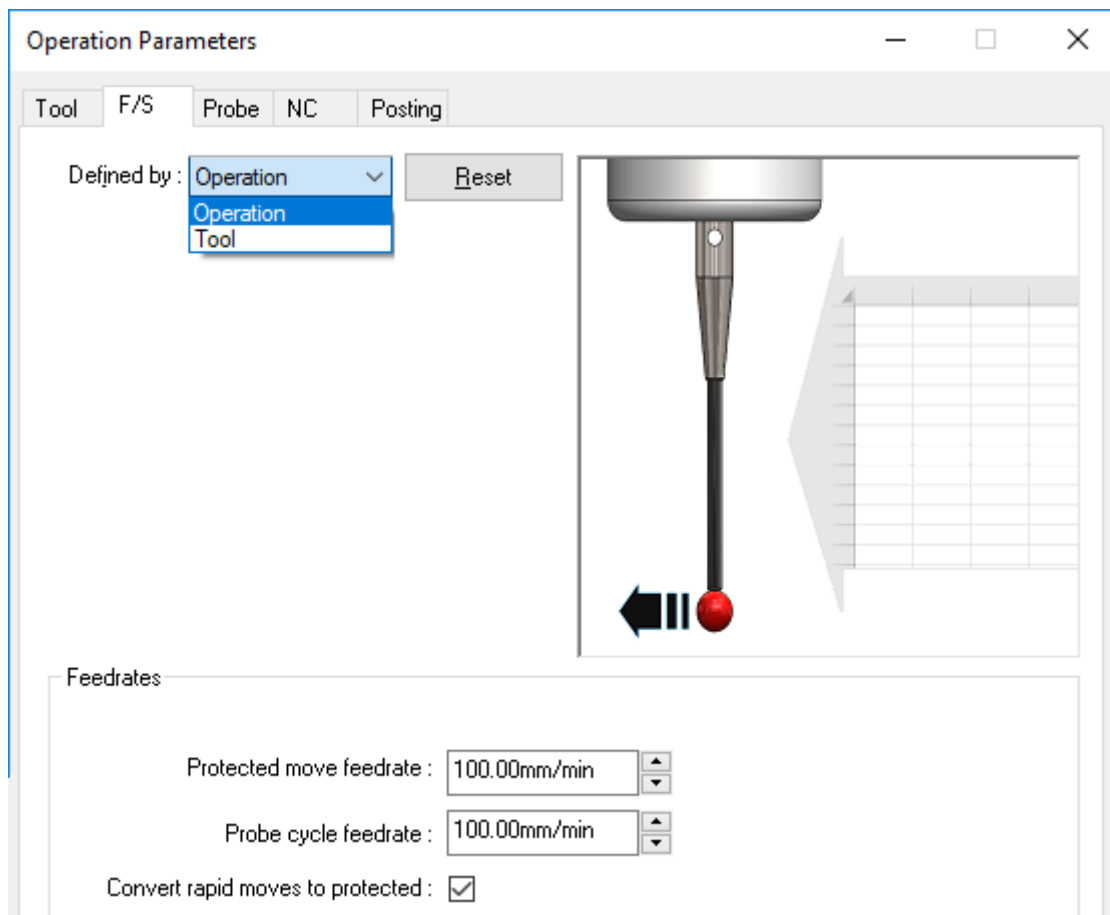 Operation Parameters
Tool F/S Probe NC Posting
Defined by : Operation Reset
Operation
Tool
Feedrates
Protected move feedrate : 100.00mm/min
Probe cycle feedrate : 100.00mm/min
Convert rapid moves to protected :